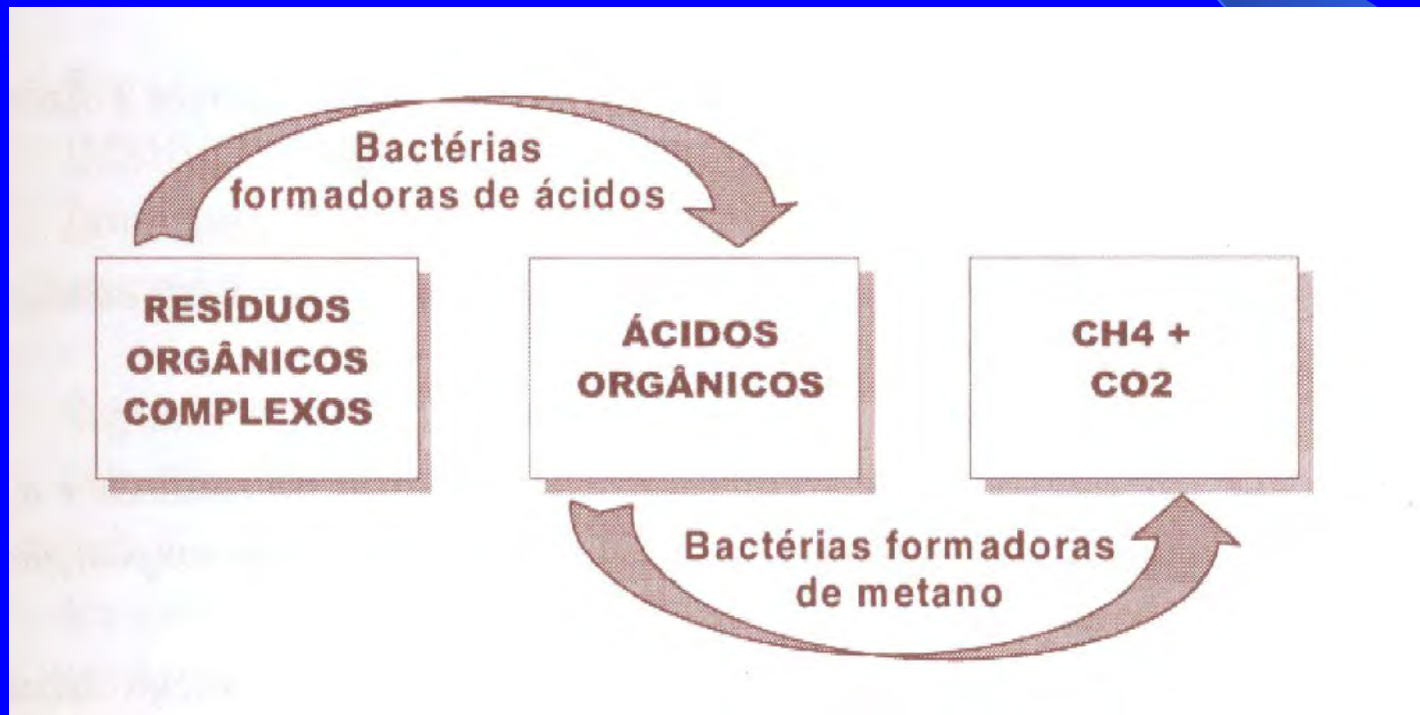 Bactérias
formadoras de ácidos
RESÍDUOS
ORGÂNICOS
COMPLEXOS
ÁCIDOS
ORGÂNICOS
CH4 +
CO2
Bactérias formadoras
de metano